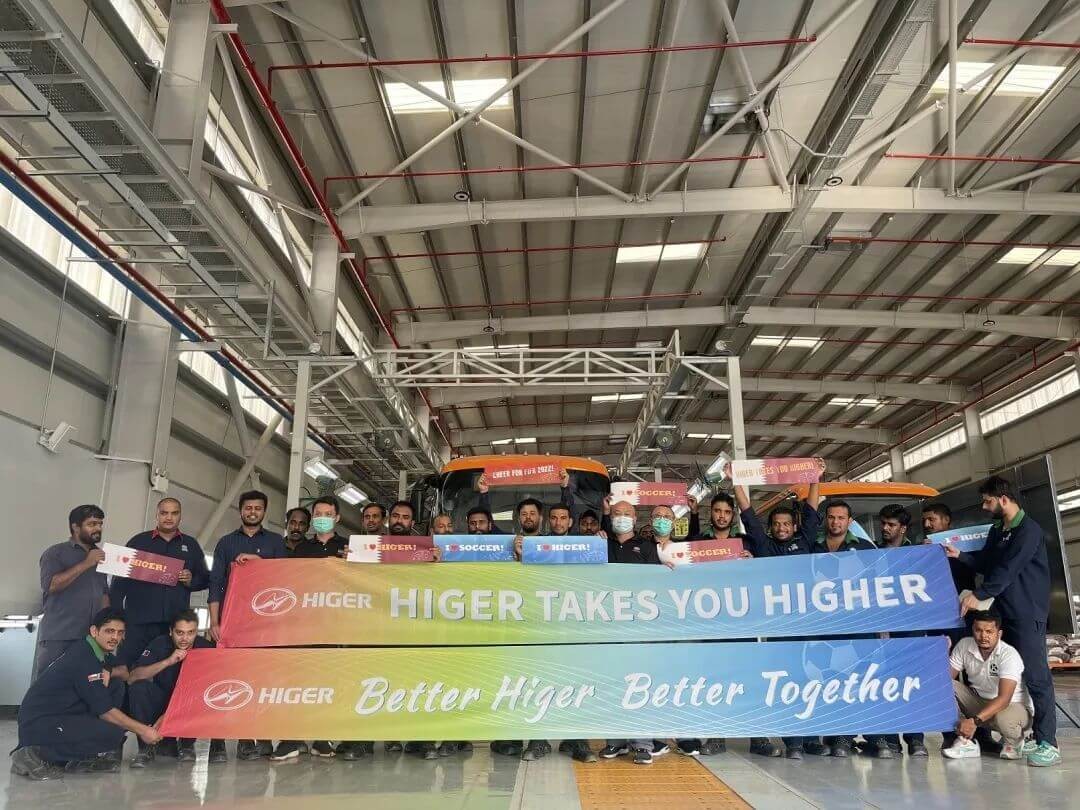 CHEER FOR FIFA 2022!
HIGER TAKES YOU HIGHER!
I ❤ SOCCER!
I ❤ HIGER!
I ❤ HIGER!
I ❤ SOCCER!
I ❤ HIGER!
I ❤ SOCCER!
HIGER HIGER TAKES YOU HIGHER
HIGER Better Higer Better Together